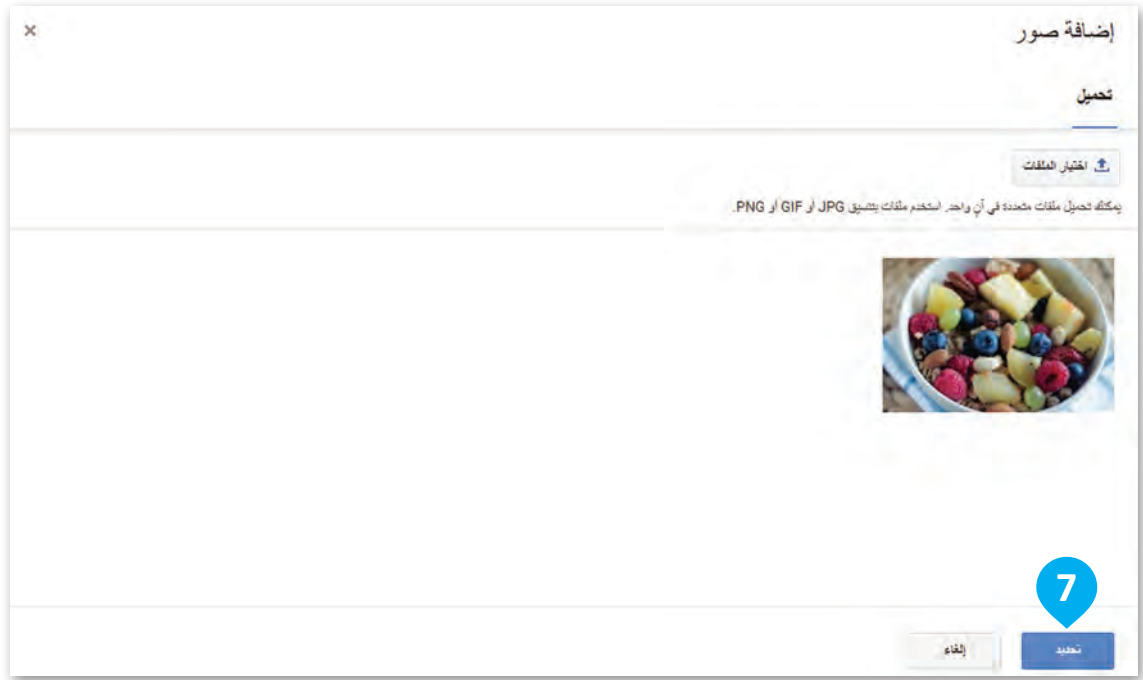 إضافة صور
×
تحميل
اختيار الملفات
يمكنك تحميل ملفات متعددة في آنٍ واحد. استخدم ملفات بتنسيق JPG أو GIF أو PNG.
7
تحديد
إلغاء